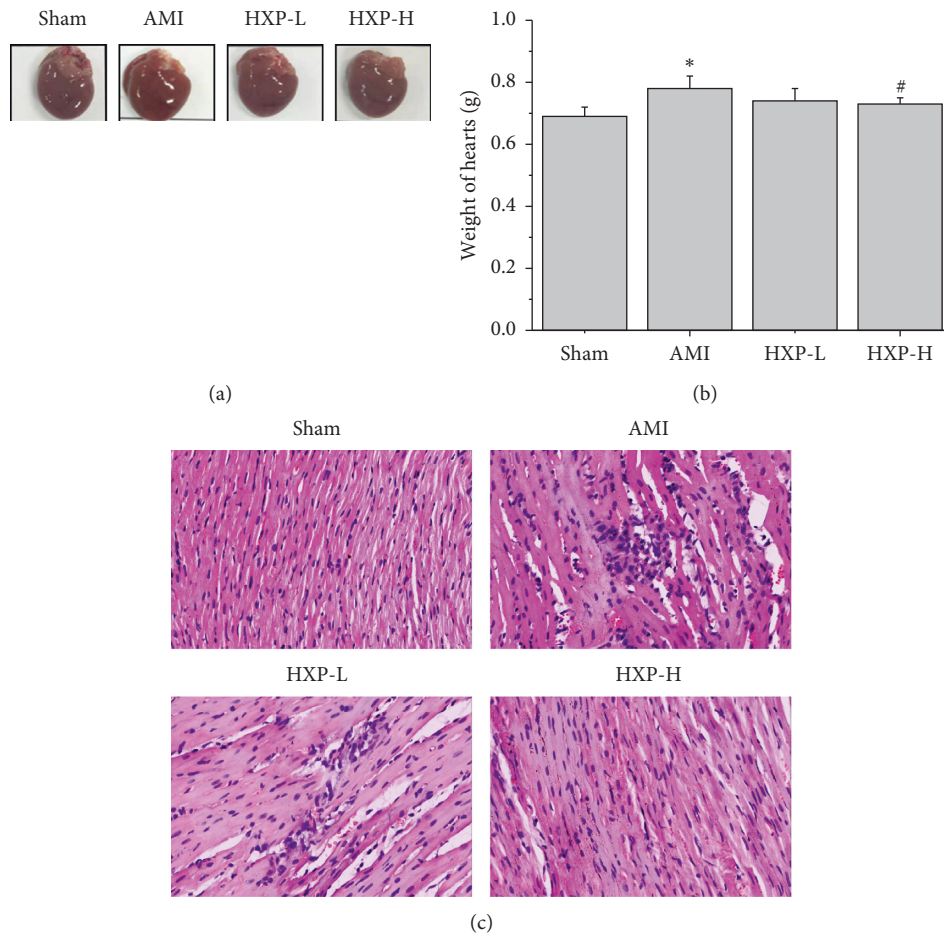 Sham AMI HXP-L HXP-H
(a)
Weight of hearts (g)
1.0
0.8
0.6
0.4
0.2
0.0
*
#
Sham AMI HXP-L HXP-H
(b)
Sham AMI
HXP-L HXP-H
(c)